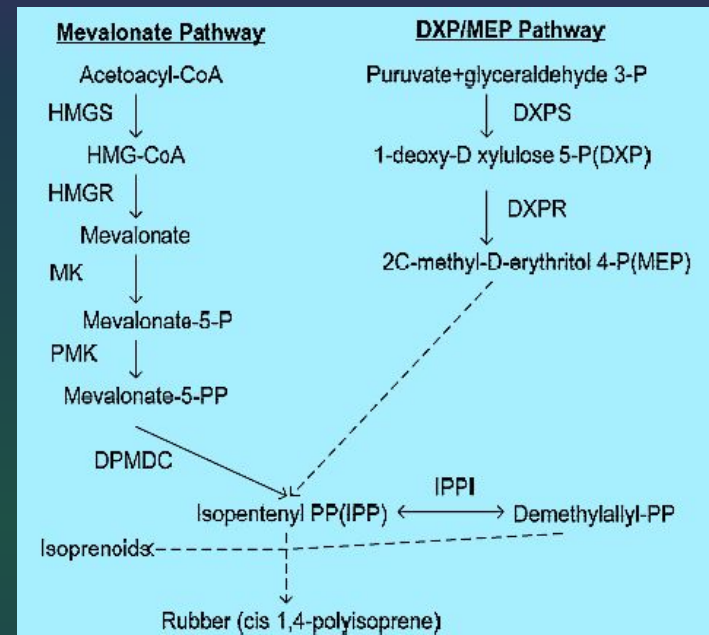 Mevalonate Pathway
Acetoacyl-CoA
HMGS
HMG-CoA
HMGR
Mevalonate
MK
Mevalonate-5-P
PMK
Mevalonate-5-PP
DPMDC
DXP/MEP Pathway
Puruvate+glyceraldehyde 3-P
DXPS
1-deoxy-D xylulose 5-P(DXP)
DXPR
2C-methyl-D-erythritol 4-P(MEP)
IPPI
Isopentenyl PP(IPP)
Demethylallyl-PP
Isoprenoids
Rubber (cis 1,4-polyisoprene)